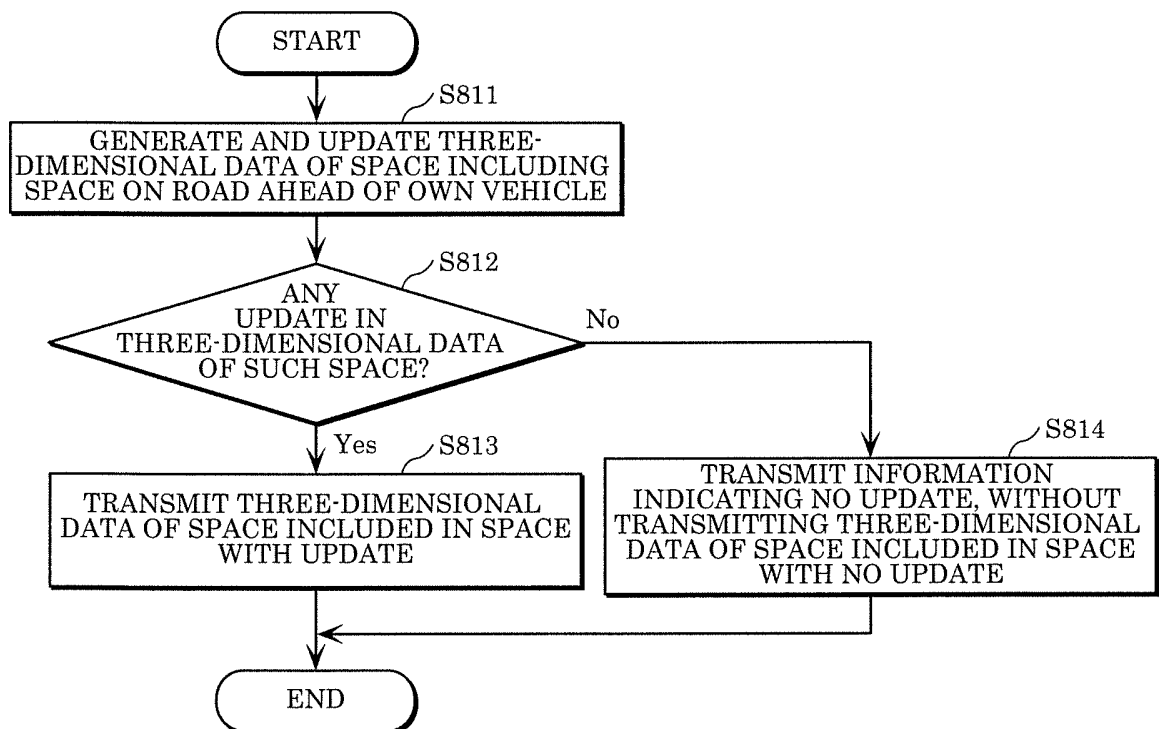 START
S811
GENERATE AND UPDATE THREE-
DIMENSIONAL DATA OF SPACE INCLUDING
SPACE ON ROAD AHEAD OF OWN VEHICLE
S812
ANY
UPDATE IN
THREE-DIMENSIONAL DATA
OF SUCH SPACE?
No
Yes
S813
TRANSMIT THREE-DIMENSIONAL
DATA OF SPACE INCLUDED IN SPACE
WITH UPDATE
S814
TRANSMIT INFORMATION
INDICATING NO UPDATE, WITHOUT
TRANSMITTING THREE-DIMENSIONAL
DATA OF SPACE INCLUDED IN SPACE
WITH NO UPDATE
END